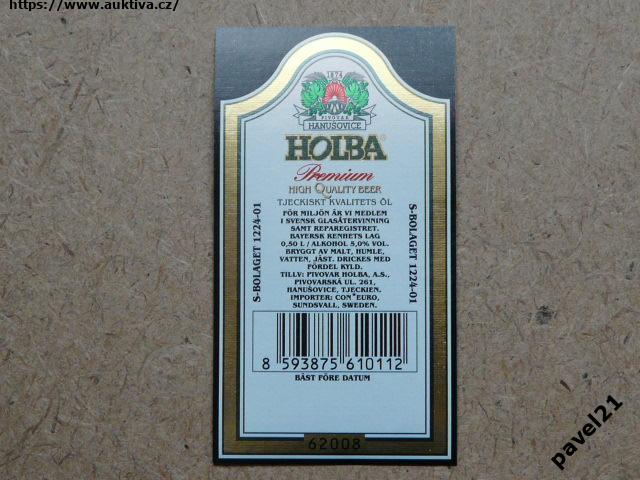 https://www.auktiva.cz/
1874
PIVOVAR
HANUŠOVICE
HOLBA®
Premium
HIGH QUALITY BEER
TJECKISKT KVALITETS ÖL
FÖR MILJÖN ÄR VI MEDLEM
I SVENSK GLASÅTERVINNING
SAMT REPAREGISTRET.
BAYERSK RENHETS LAG
0,50 L / ALKOHOL 5,0% VOL.
BRYGGT AV MALT, HUMLE,
VATTEN, JÄST. DRICKES MED
FÖRDEL KYLD.
TILLV: PIVOVAR HOLBA, A.S.,
PIVOVARSKÁ UL. 261,
HANUŠOVICE, TJECKIEN.
IMPORTER: CON*EURO,
SUNDSVALL, SWEDEN.
S-BOLAGET 1224-01
S-BOLAGET 1224-01
8 593875 610112
BÄST FÖRE DATUM
62008
pavel21